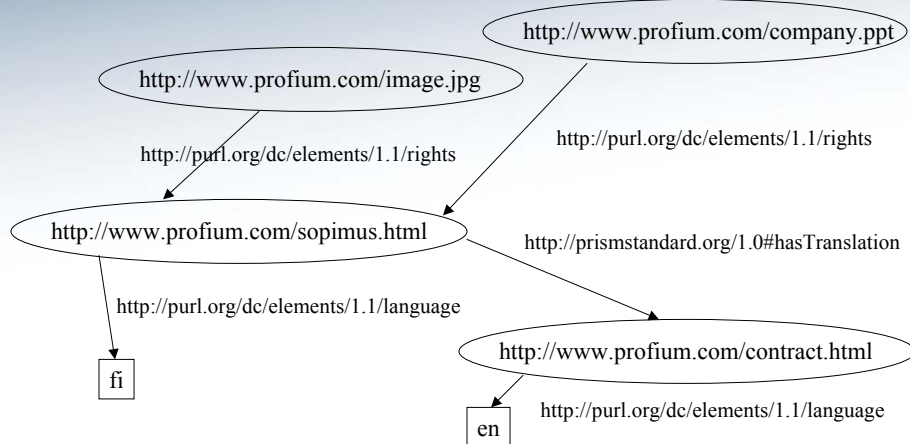 http://www.profium.com/company.ppt
http://www.profium.com/image.jpg
http://purl.org/dc/elements/1.1/rights
http://purl.org/dc/elements/1.1/rights
http://www.profium.com/sopimus.html
http://prismstandard.org/1.0#hasTranslation
http://purl.org/dc/elements/1.1/language
http://www.profium.com/contract.html
fi
http://purl.org/dc/elements/1.1/language
en